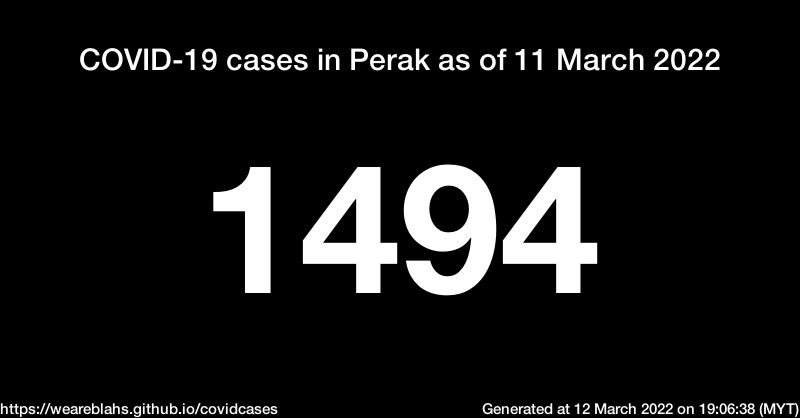 COVID-19 cases in Perak as of 11 March 2022
1494
https://weareblahs.github.io/covidcases
Generated at 12 March 2022 on 19:06:38 (MYT)